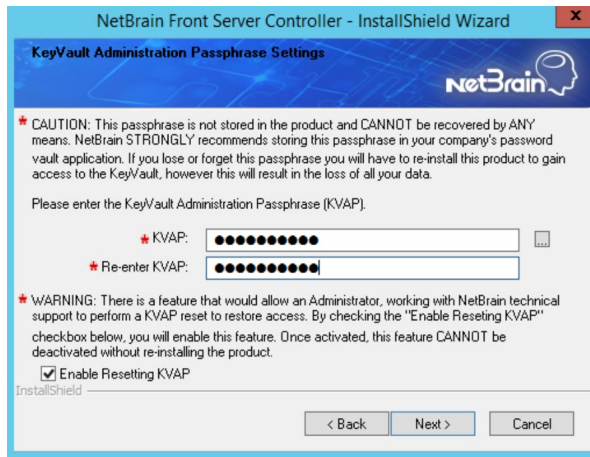 NetBrain Front Server Controller - InstallShield Wizard
x
KeyVault Administration Passphrase Settings
NetBrain
* CAUTION: This passphrase is not stored in the product and CANNOT be recovered by ANY
means. NetBrain STRONGLY recommends storing this passphrase in your company's password
vault application. If you lose or forget this passphrase you will have to re-install this product to gain
access to the KeyVault, however this will result in the loss of all your data.
Please enter the KeyVault Administration Passphrase (KVAP).
* KVAP: ●●●●●●●●●● ...
* Re-enter KVAP: ●●●●●●●●●●
* WARNING: There is a feature that would allow an Administrator, working with NetBrain technical
support to perform a KVAP reset to restore access. By checking the "Enable Reseting KVAP"
checkbox below, you will enable this feature. Once activated, this feature CANNOT be
deactivated without re-installing the product.
Enable Resetting KVAP
InstallShield
< Back Next > Cancel